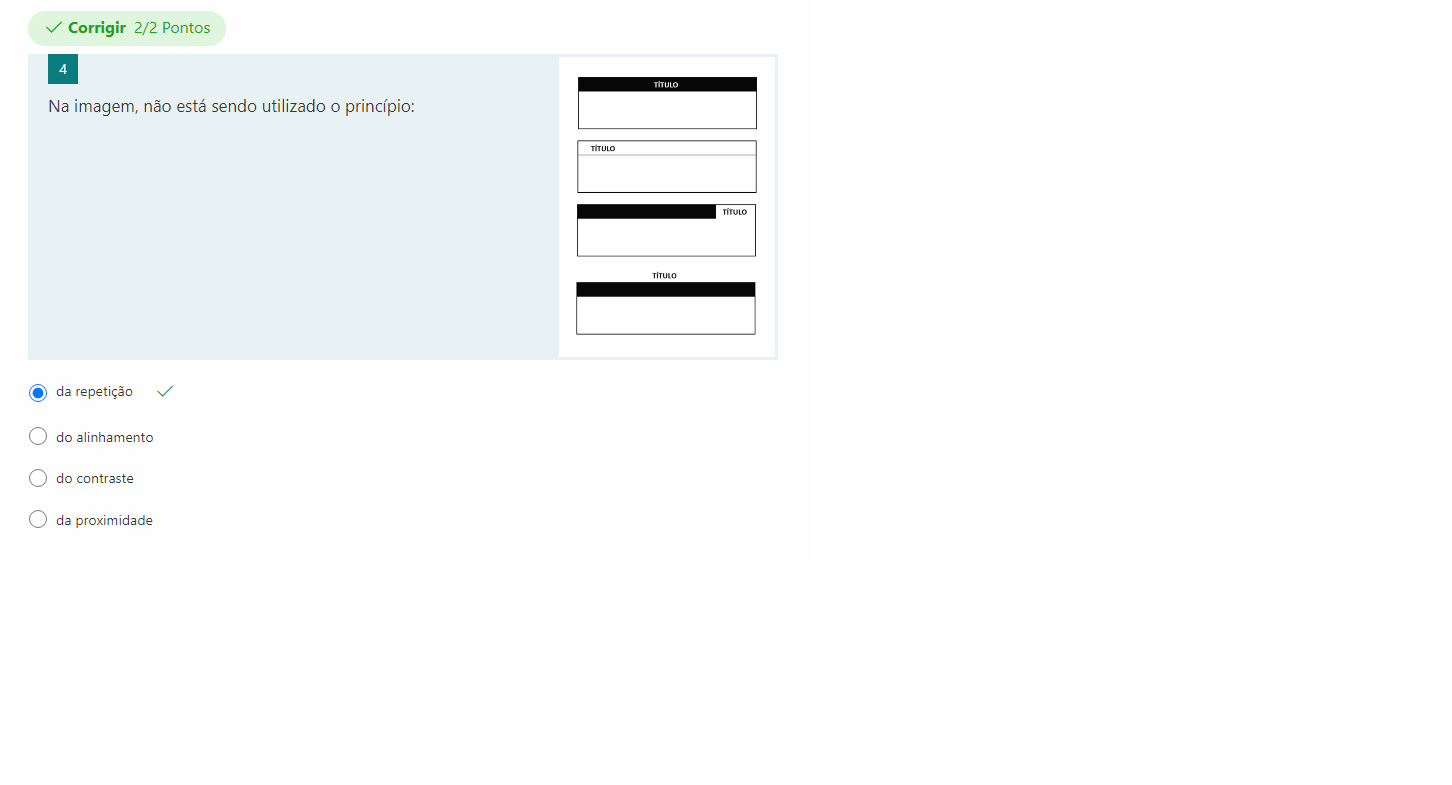 Corrigir 2/2 Pontos
4
Na imagem, não está sendo utilizado o princípio:
TÍTULO
TÍTULO
TÍTULO
TÍTULO
da repetição
do alinhamento
do contraste
da proximidade